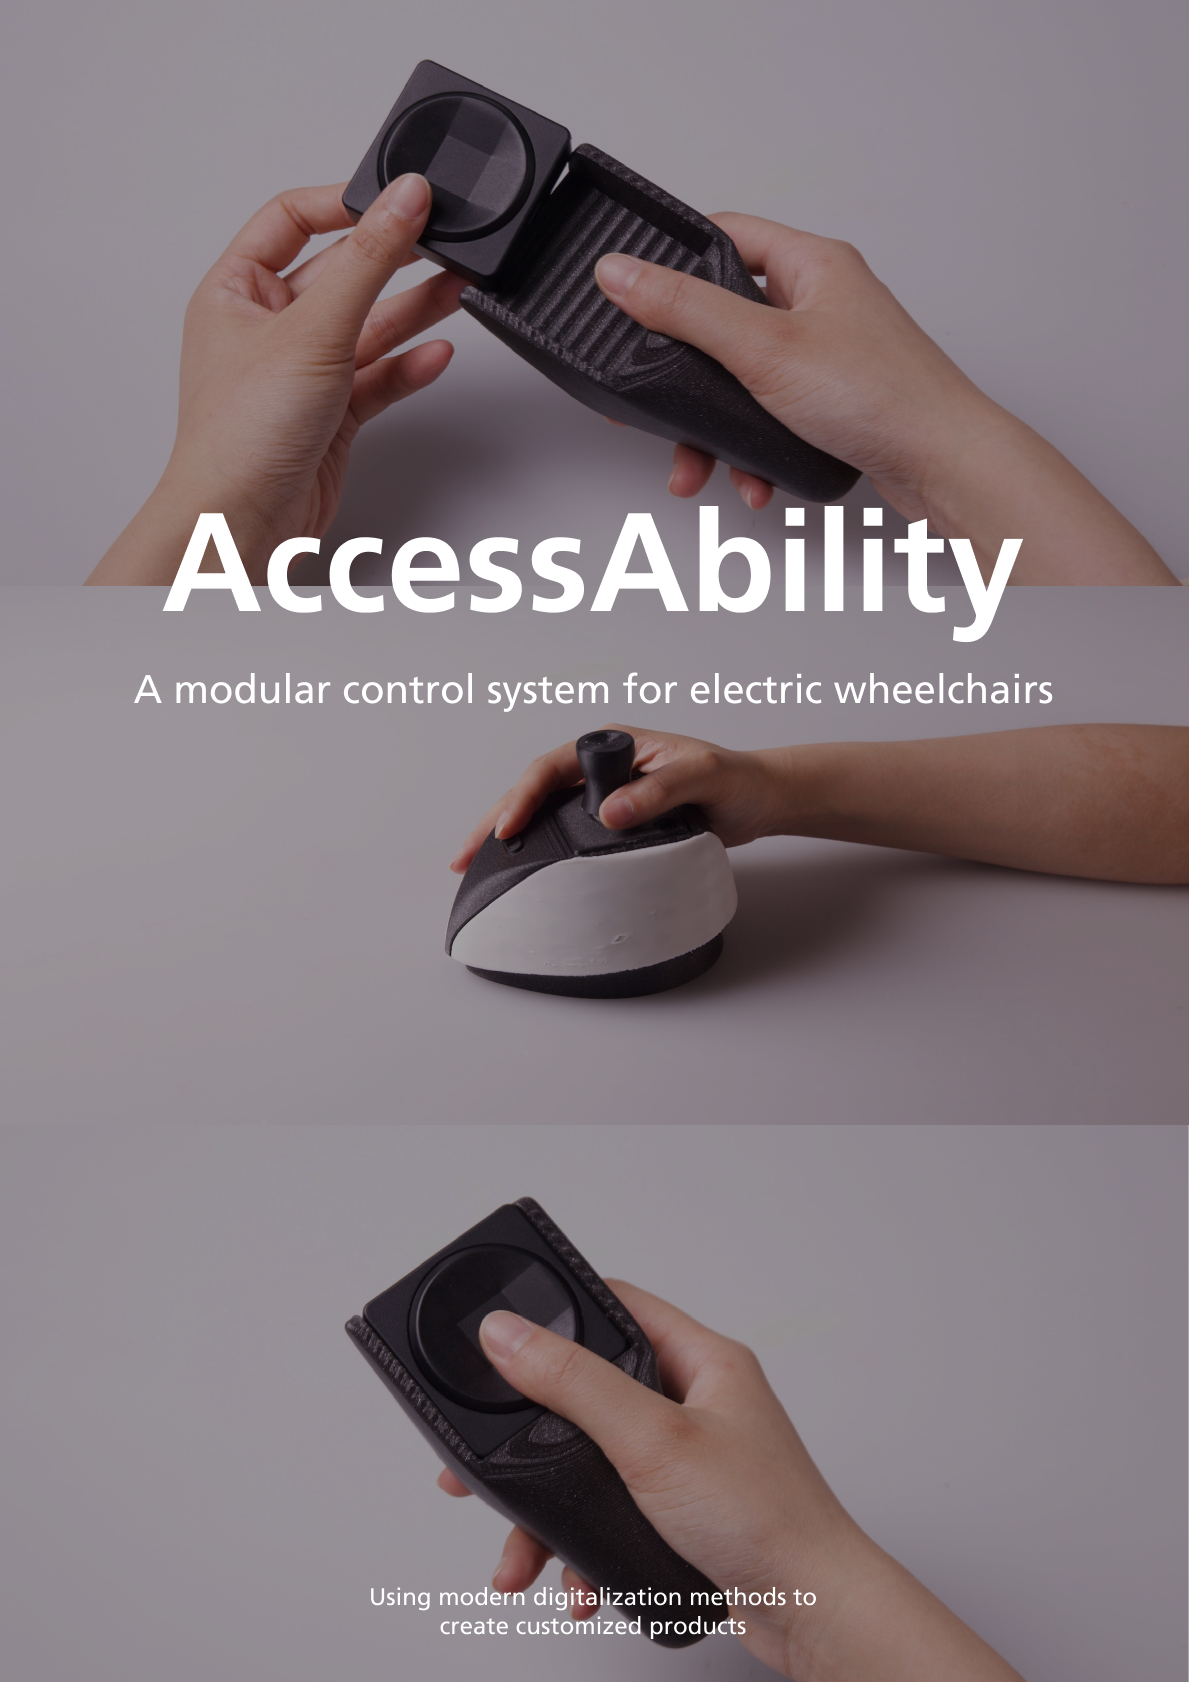 AccessAbility
A modular control system for electric wheelchairs
Using modern digitalization methods to
create customized products